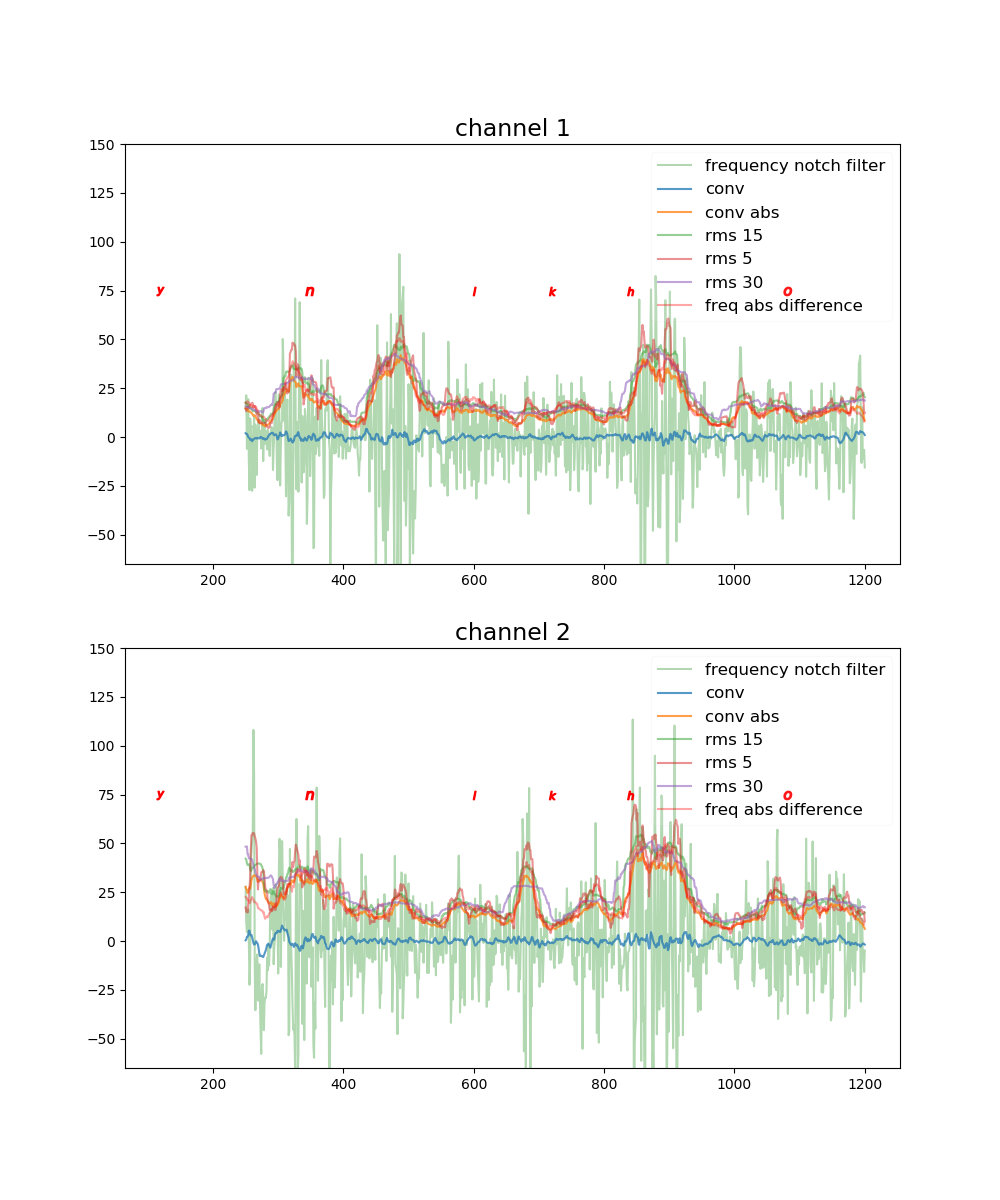 channel 1
150
frequency notch filter
125
conv
conv abs
100
rms 15
rms 5
75
y n l k h o
rms 30
freq abs difference
50
25
0
−25
−50
200 400 600 800 1000 1200
channel 2
150
frequency notch filter
125
conv
conv abs
100
rms 15
rms 5
75
y n l k h o
rms 30
freq abs difference
50
25
0
−25
−50
200 400 600 800 1000 1200